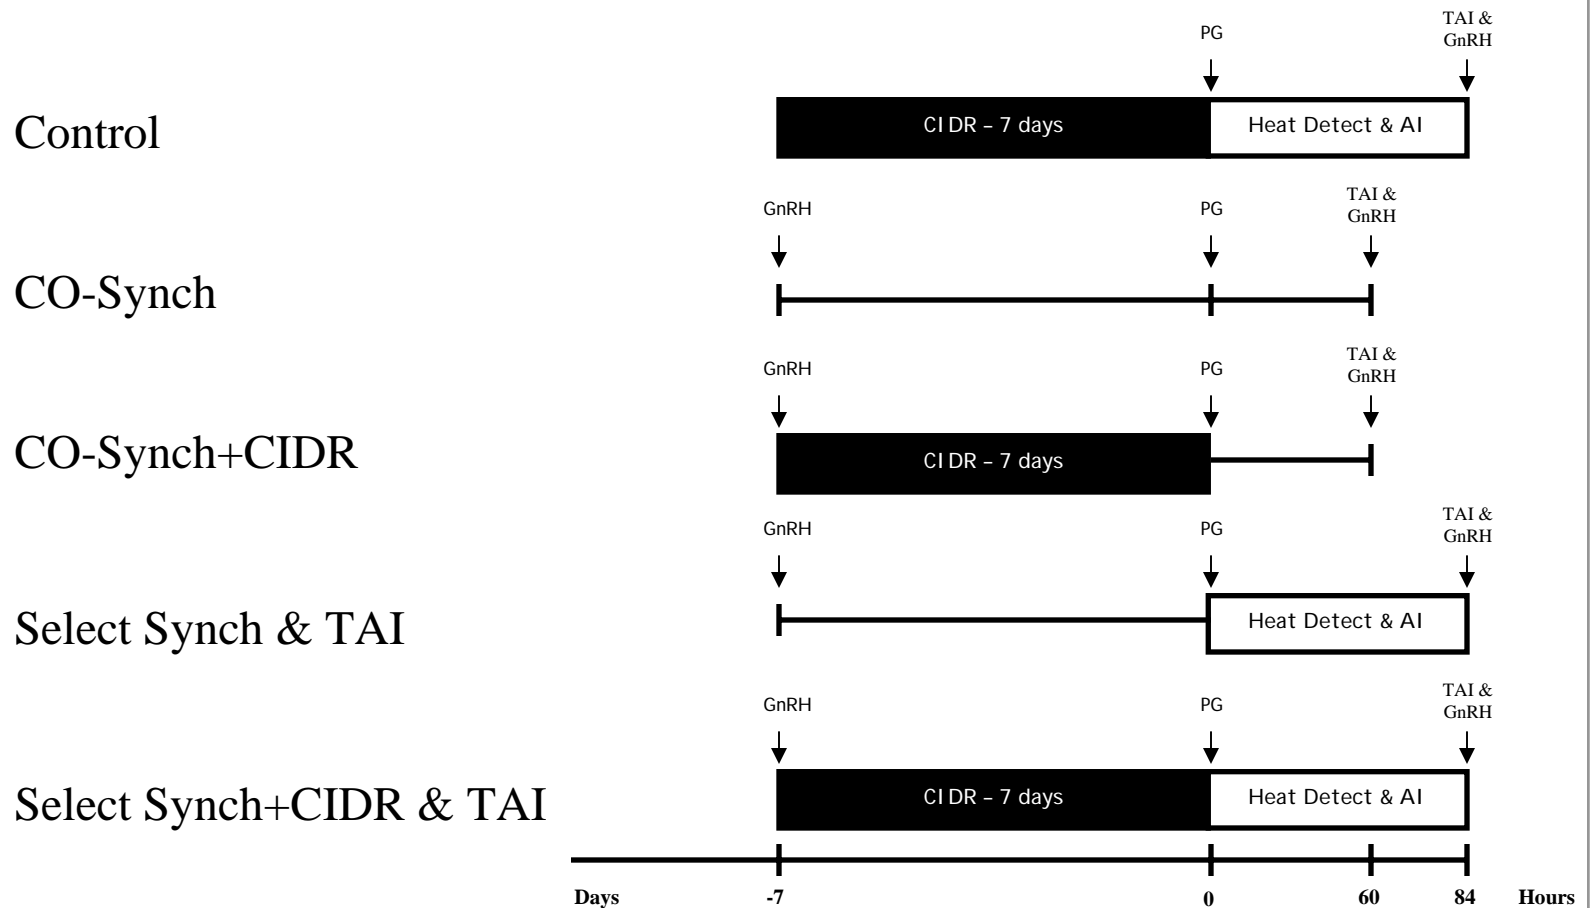 TAI &
PG
GnRH
Control
CIDR – 7 days
Heat Detect & AI
TAI &
GnRH
PG
GnRH
CO-Synch
TAI &
GnRH
PG
GnRH
CO-Synch+CIDR
CIDR – 7 days
TAI &
GnRH
PG
GnRH
Select Synch & TAI
Heat Detect & AI
TAI &
GnRH
PG
GnRH
Select Synch+CIDR & TAI
CIDR – 7 days
Heat Detect & AI
Days
-7
0
60
84
Hours